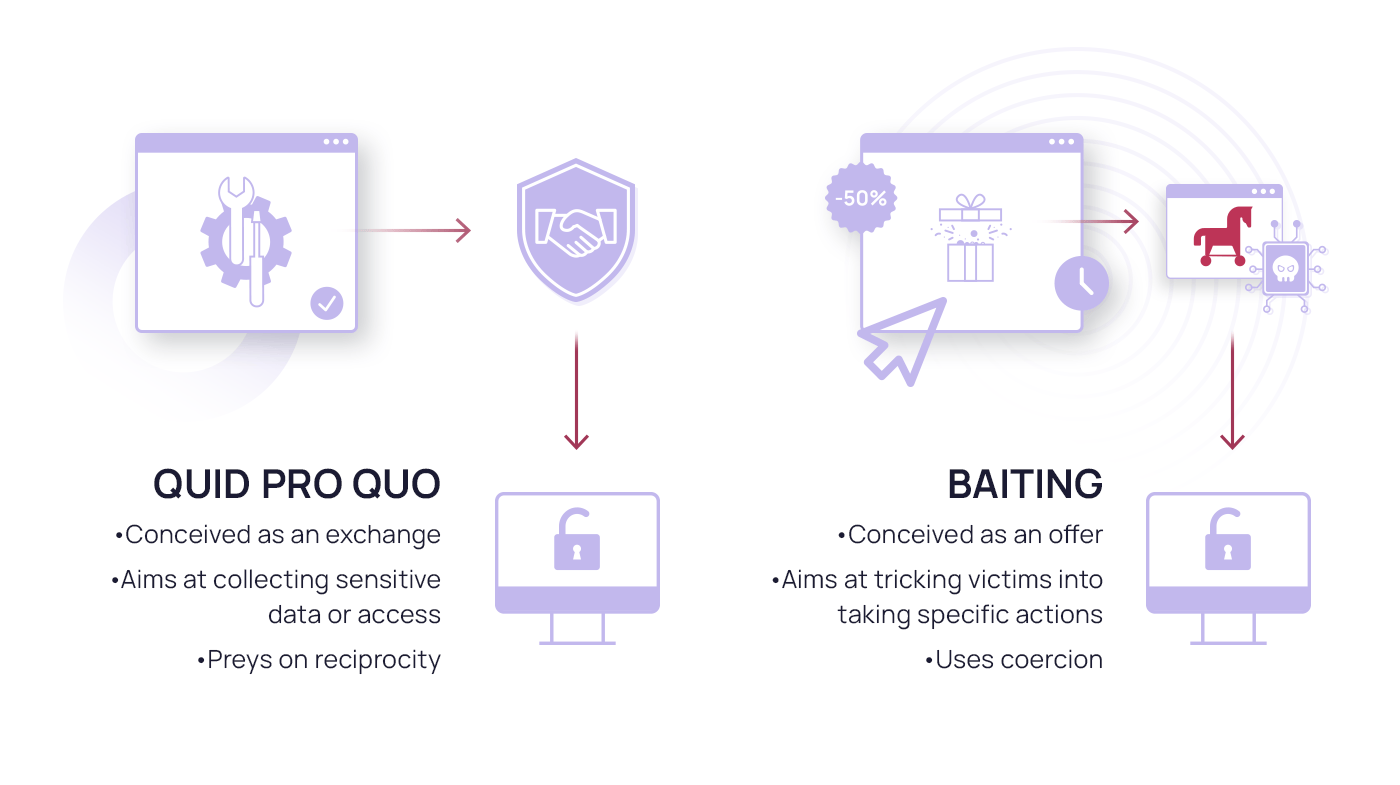 -50%
QUID PRO QUO
•Conceived as an exchange
•Aims at collecting sensitive
data or access
•Preys on reciprocity
BAITING
•Conceived as an offer
•Aims at tricking victims into
taking specific actions
•Uses coercion